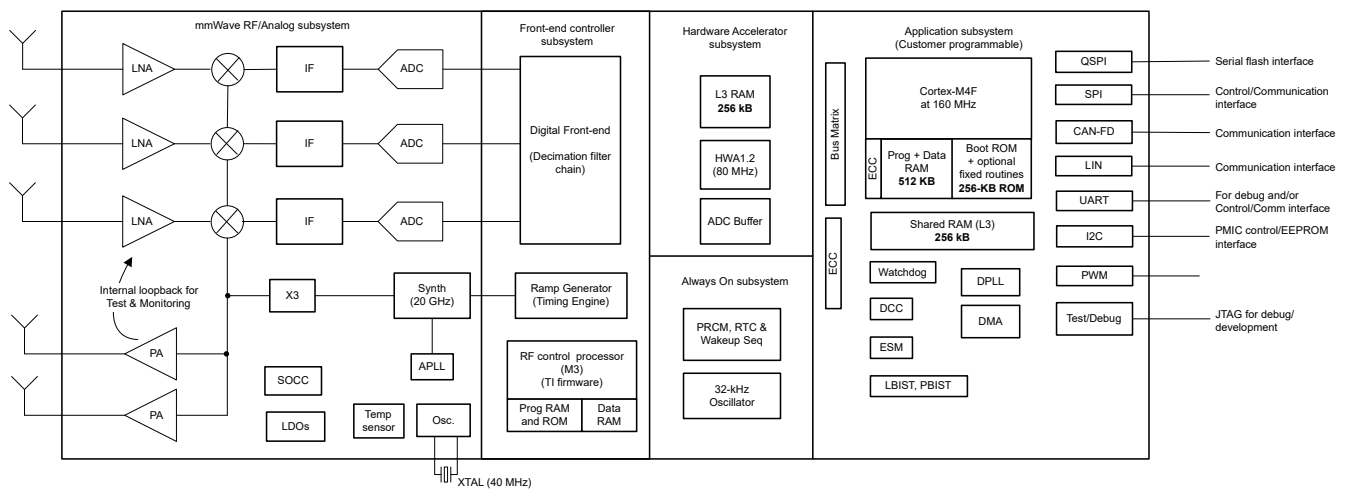 mmWave RF/Analog subsystem
LNA
IF
ADC
LNA
IF
ADC
LNA
IF
ADC
Internal loopback for
Test & Monitoring
X3
Synth
(20 GHz)
PA
APLL
SOCC
PA
LDOs
Temp
sensor
Osc.
XTAL (40 MHz)
Front-end controller
subsystem
Digital Front-end
(Decimation filter
chain)
Ramp Generator
(Timing Engine)
RF control processor
(M3)
(TI firmware)
Prog RAM
and ROM
Data
RAM
Hardware Accelerator
subsystem
L3 RAM
256 kB
HWA1.2
(80 MHz)
ADC Buffer
Always On subsystem
PRCM, RTC &
Wakeup Seq
32-kHz
Oscillator
Application subsystem
(Customer programmable)
Bus Matrix
Cortex-M4F
at 160 MHz
ECC
Prog + Data
RAM
512 KB
Boot ROM
+ optional
fixed routines
256-KB ROM
ECC
Shared RAM (L3)
256 kB
Watchdog
DPLL
DCC
DMA
ESM
LBIST, PBIST
QSPI
Serial flash interface
SPI
Control/Communication
interface
CAN-FD
Communication interface
LIN
Communication interface
UART
For debug and/or
Control/Comm interface
I2C
PMIC control/EEPROM
interface
PWM
Test/Debug
JTAG for debug/
development